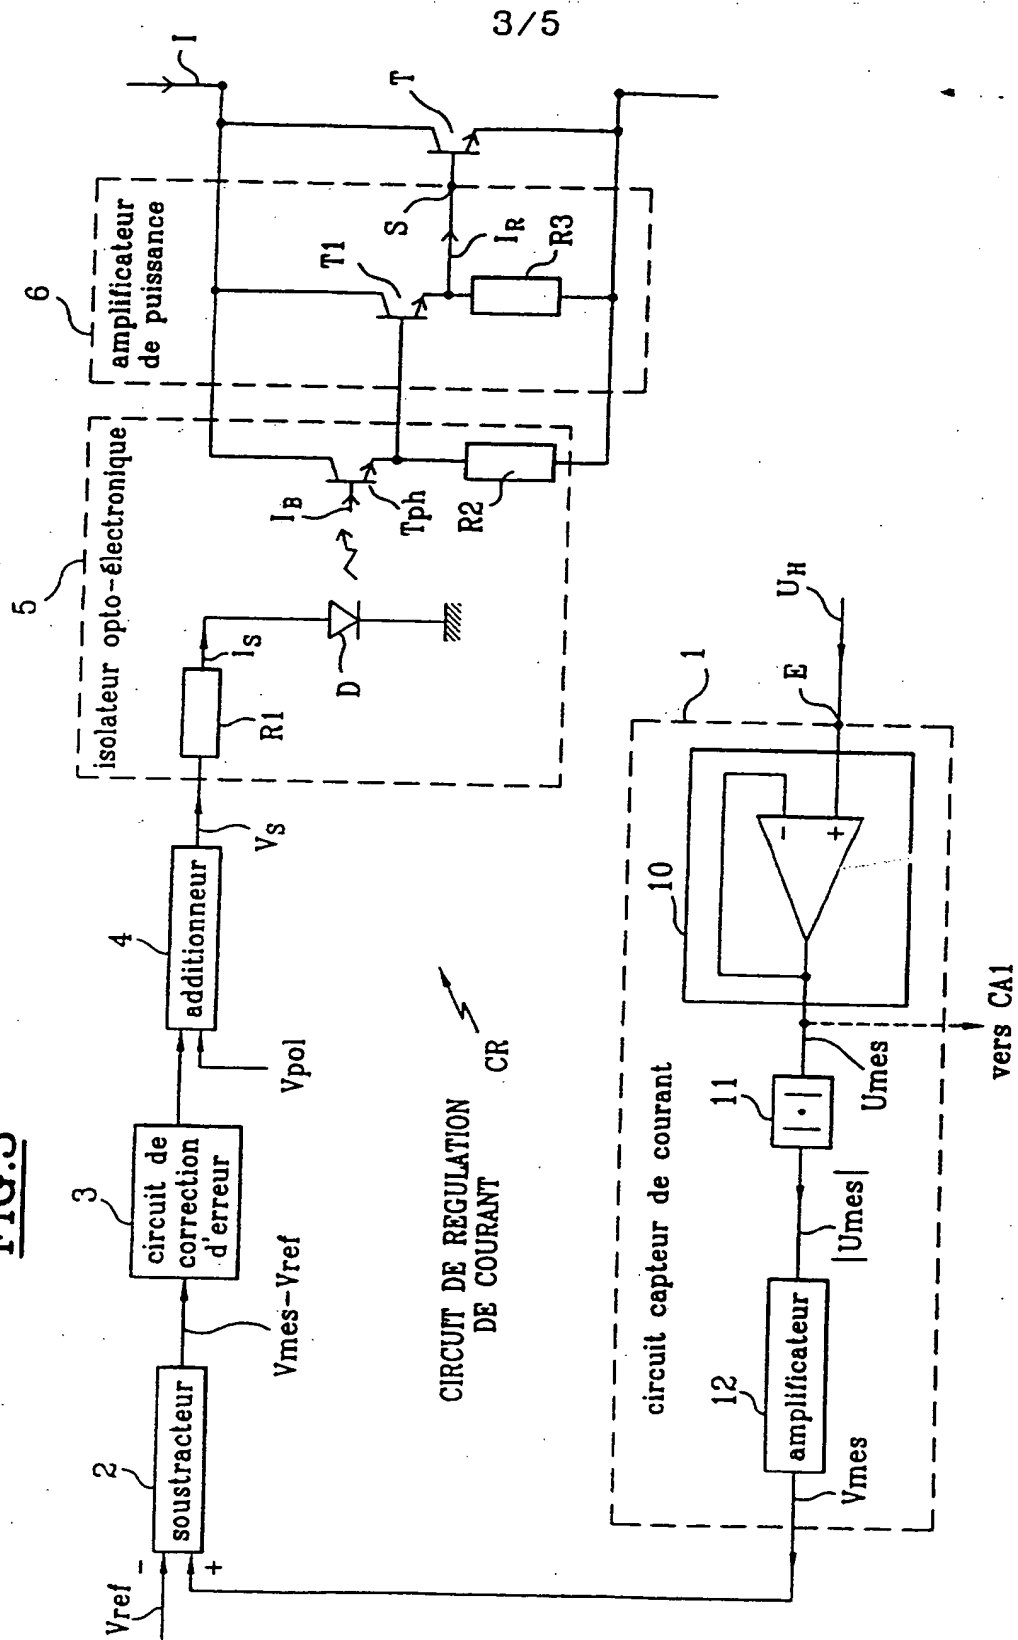 3/5
FIG.3
Vref
-
+
2
soustracteur
Vmes-Vref
3
circuit de
correction
d'erreur
Vpol
4
additionneur
VS
5
isolateur opto-électronique
R1
iS
D
IB
Tph
R2
6
amplificateur
de puissance
T1
S
IR
R3
T
I
CIRCUIT DE REGULATION
DE COURANT
CR
circuit capteur de courant
1
E
UH
10
-
+
Umes
vers CA1
11
|•|
|Umes|
12
amplificateur
Vmes